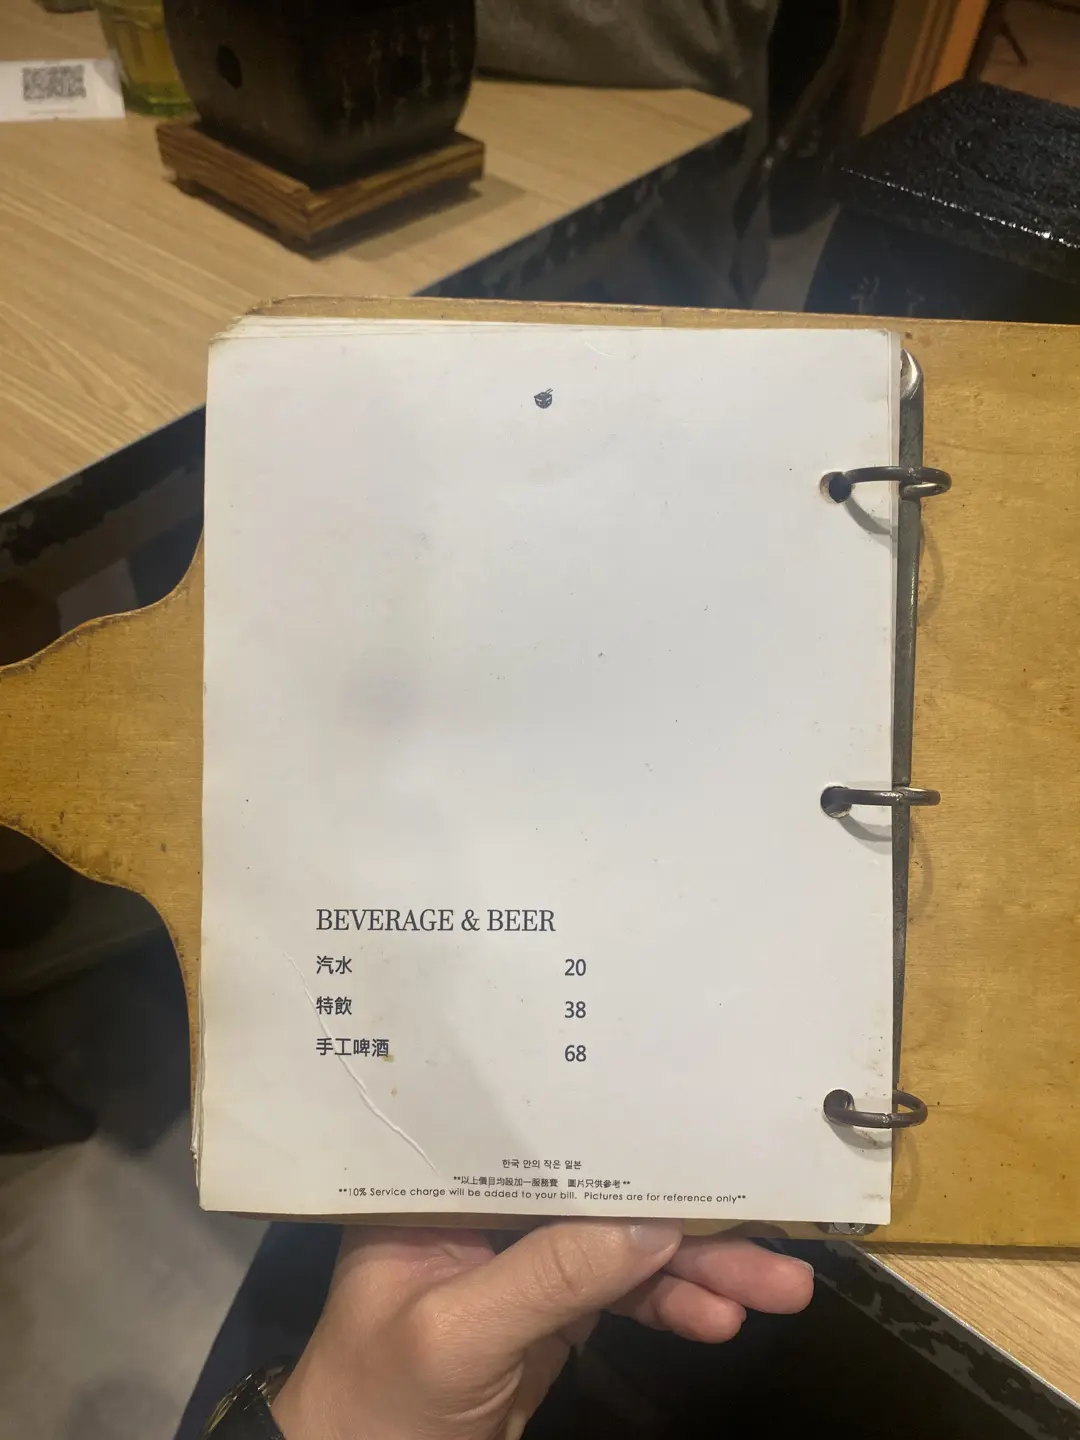 BEVERAGE & BEER
汽水 20
特飲 38
手工啤酒 68
한국 안의 작은 일본
**以上價目均設加一服務費 圖片只供參考**
**10% Service charge will be added to your bill. Pictures are for reference only**